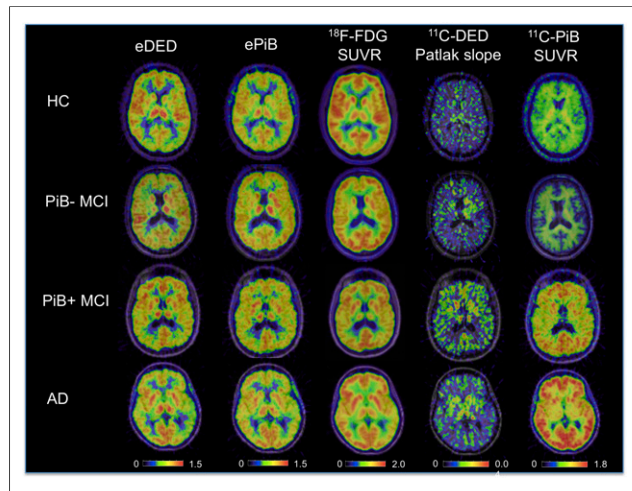 eDED
ePiB
¹⁸F-FDG
SUVR
¹¹C-DED
Patlak slope
¹¹C-PiB
SUVR
HC
PiB- MCI
PiB+ MCI
AD
0 1.5
0 1.5
0 2.0
0 0.0
4
0 1.8